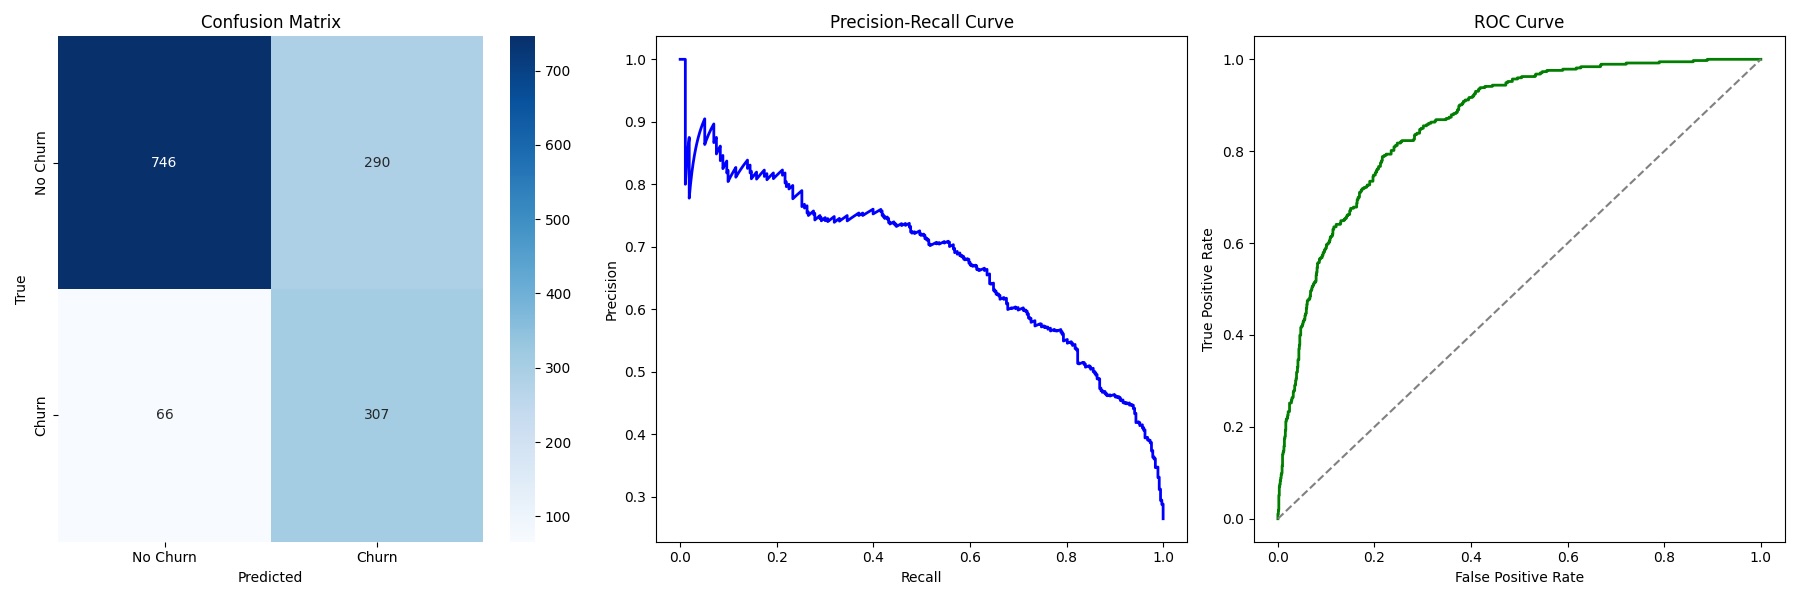 Confusion Matrix
No Churn
Churn
True
746
290
66
307
No Churn
Churn
Predicted
700
600
500
400
300
200
100
Precision-Recall Curve
Precision
1.0
0.9
0.8
0.7
0.6
0.5
0.4
0.3
0.0
0.2
0.4
0.6
0.8
1.0
Recall
ROC Curve
True Positive Rate
1.0
0.8
0.6
0.4
0.2
0.0
0.0
0.2
0.4
0.6
0.8
1.0
False Positive Rate